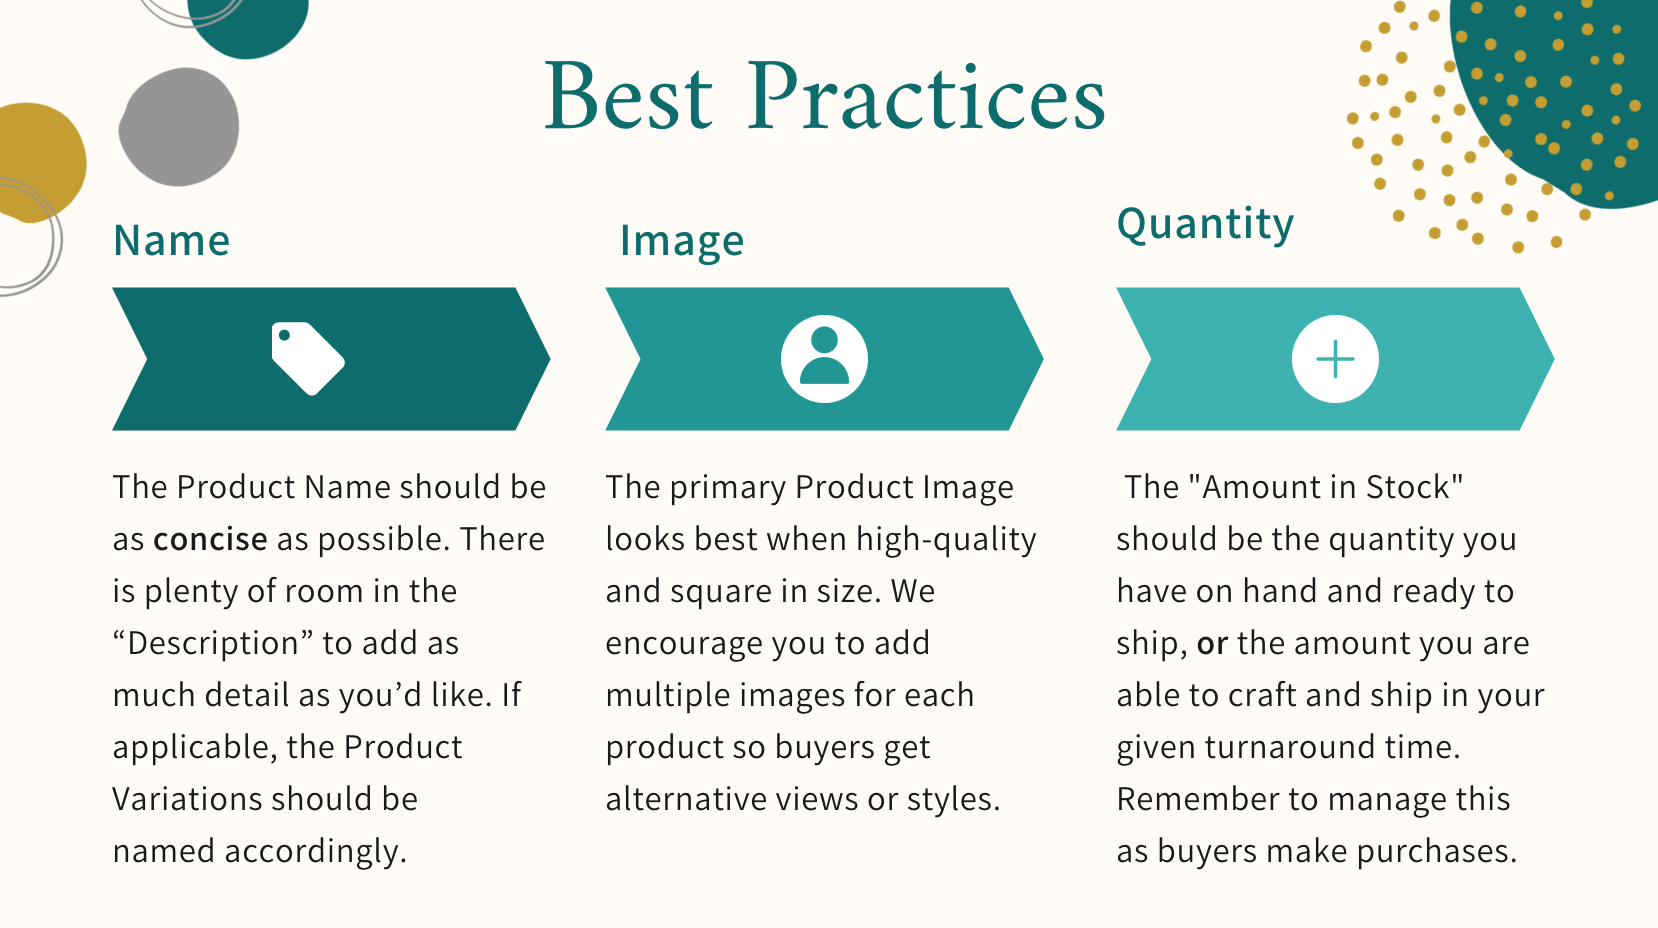 Best Practices
Name
The Product Name should be
as concise as possible. There
is plenty of room in the
“Description” to add as
much detail as you’d like. If
applicable, the Product
Variations should be
named accordingly.
Image
The primary Product Image
looks best when high-quality
and square in size. We
encourage you to add
multiple images for each
product so buyers get
alternative views or styles.
Quantity
The "Amount in Stock"
should be the quantity you
have on hand and ready to
ship, or the amount you are
able to craft and ship in your
given turnaround time.
Remember to manage this
as buyers make purchases.